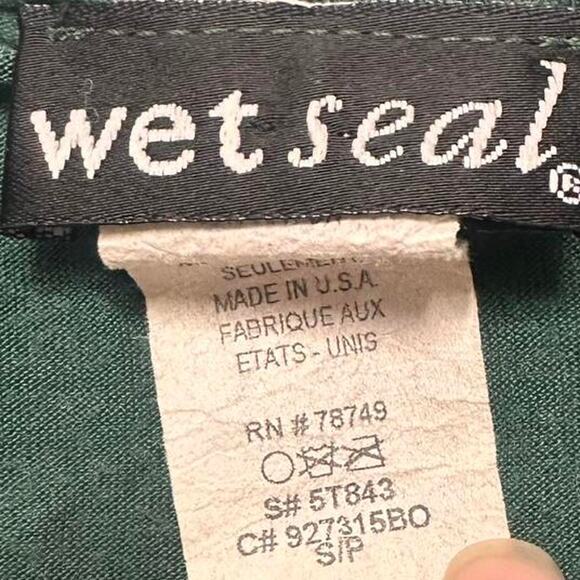 wet seal®
SEULEMENT
MADE IN U.S.A.
FABRIQUE AUX
ETATS - UNIS
RN # 78749
S# 5T843
C# 927315BO
S/P